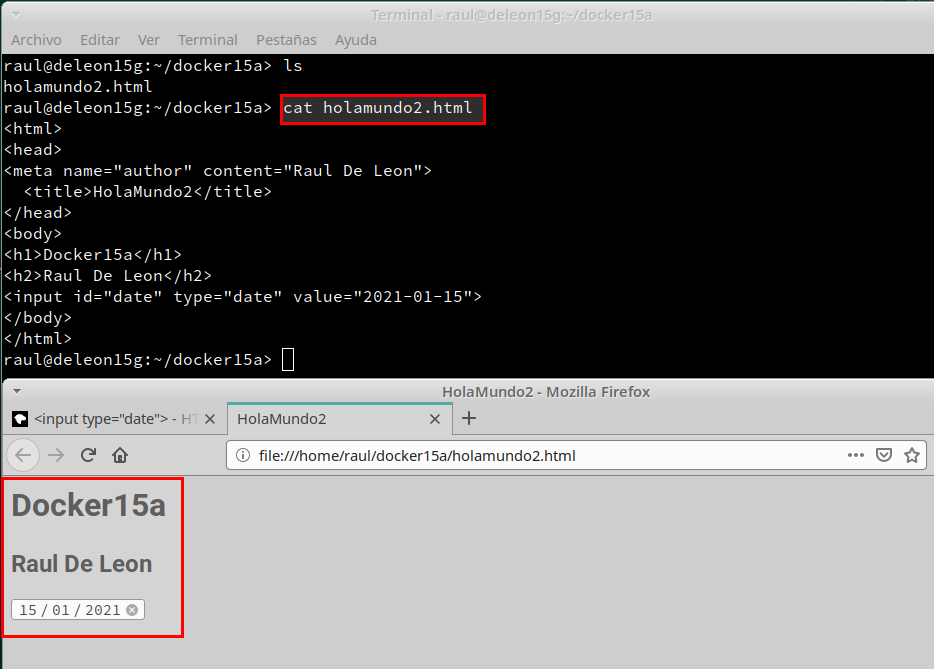 Terminal - raul@deleon15g:~/docker15a
Archivo Editar Ver Terminal Pestañas Ayuda
raul@deleon15g:~/docker15a> ls
holamundo2.html
raul@deleon15g:~/docker15a> cat holamundo2.html
<html>
<head>
<meta name="author" content="Raul De Leon">
  <title>HolaMundo2</title>
</head>
<body>
<h1>Docker15a</h1>
<h2>Raul De Leon</h2>
<input id="date" type="date" value="2021-01-15">
</body>
</html>
raul@deleon15g:~/docker15a>
HolaMundo2 - Mozilla Firefox
<input type="date"> - HT HolaMundo2
file:///home/raul/docker15a/holamundo2.html
Docker15a
Raul De Leon
15 / 01 / 2021